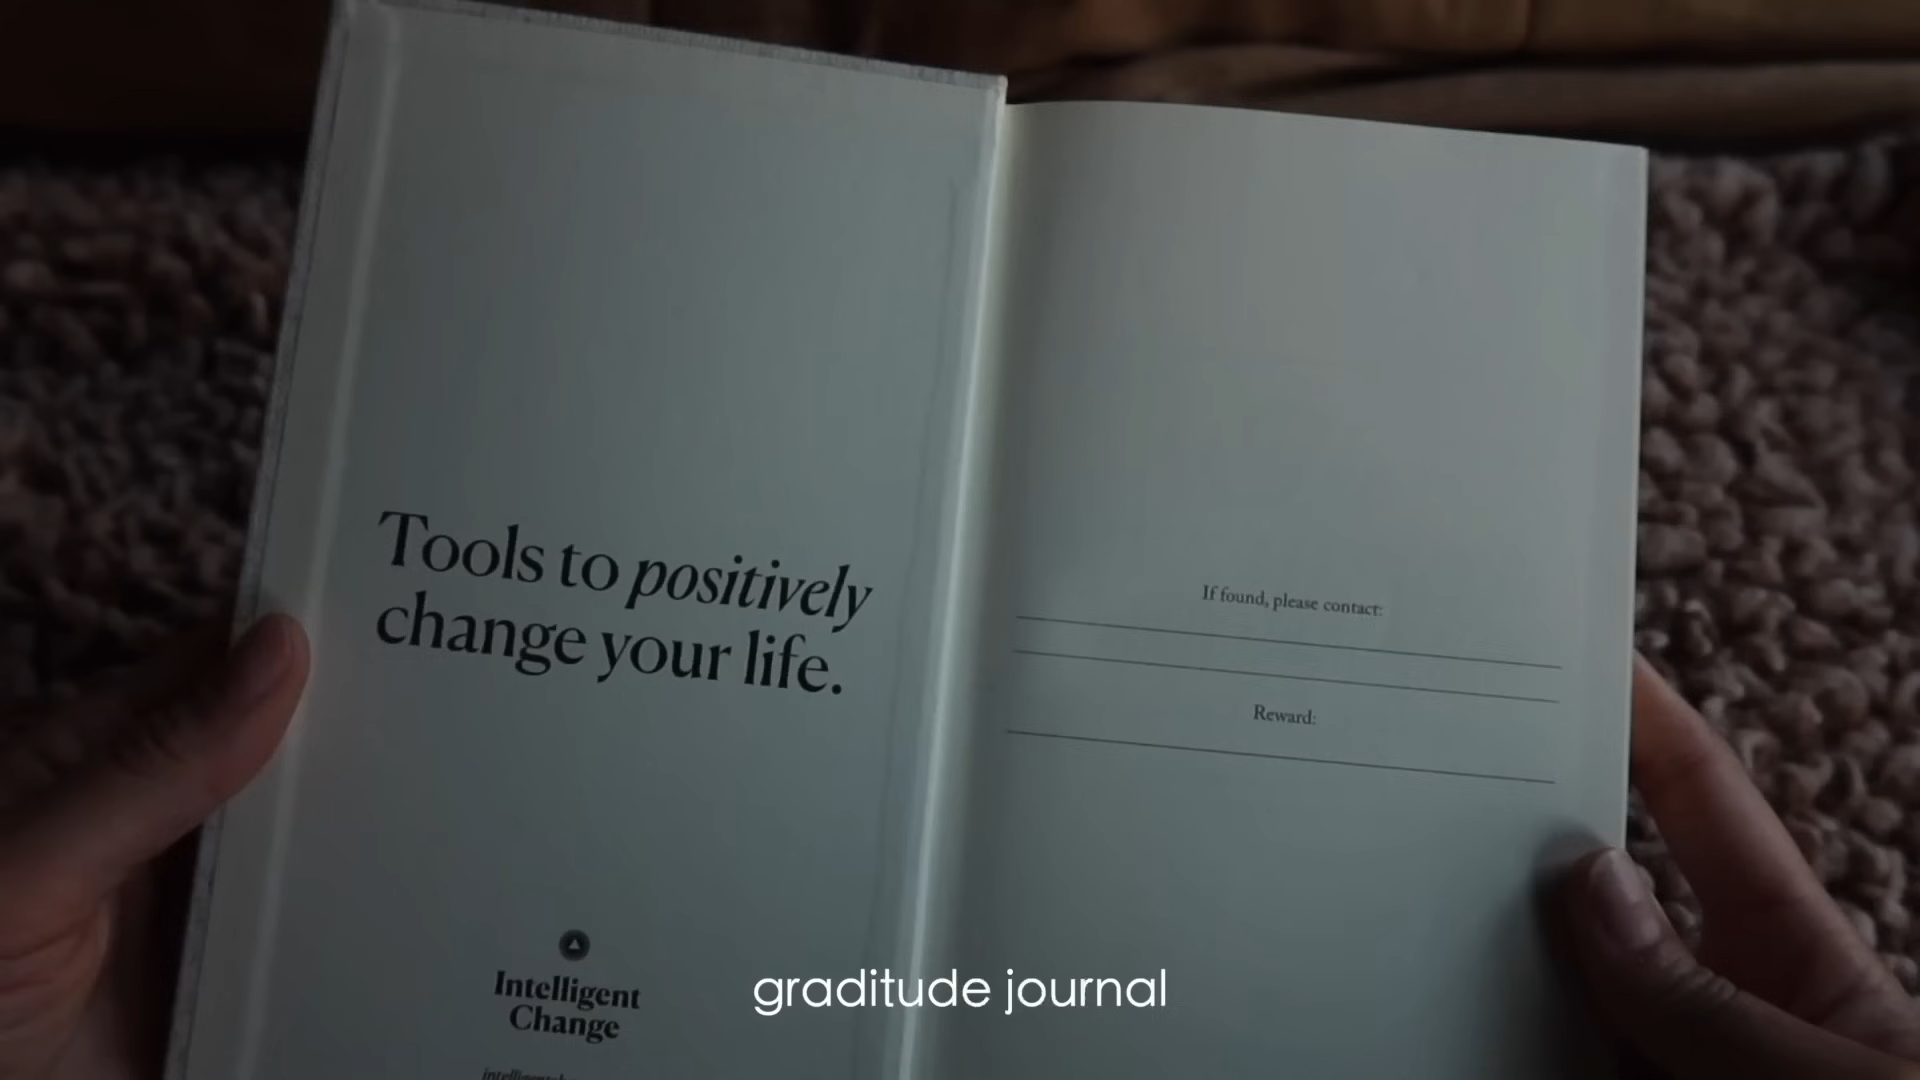 Tools to positively
change your life.
Intelligent
Change
If found, please contact:
Reward:
graditude journal